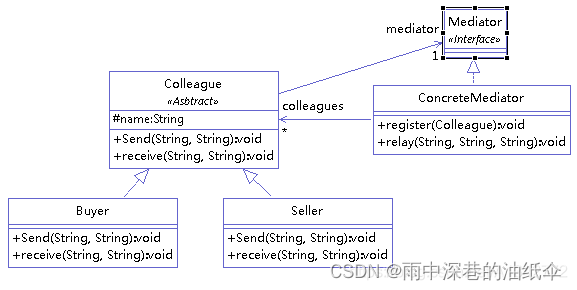 mediator
Mediator
«Interface»
1
Colleague
«Asbtract»
#name:String
+Send(String, String):void
+receive(String, String):void
colleagues
*
ConcreteMediator
+register(Colleague):void
+relay(String, String, String):void
Buyer
+Send(String, String):void
+receive(String, String):void
Seller
+Send(String, String):void
+receive(String, String):void
CSDN @雨中深巷的油纸伞